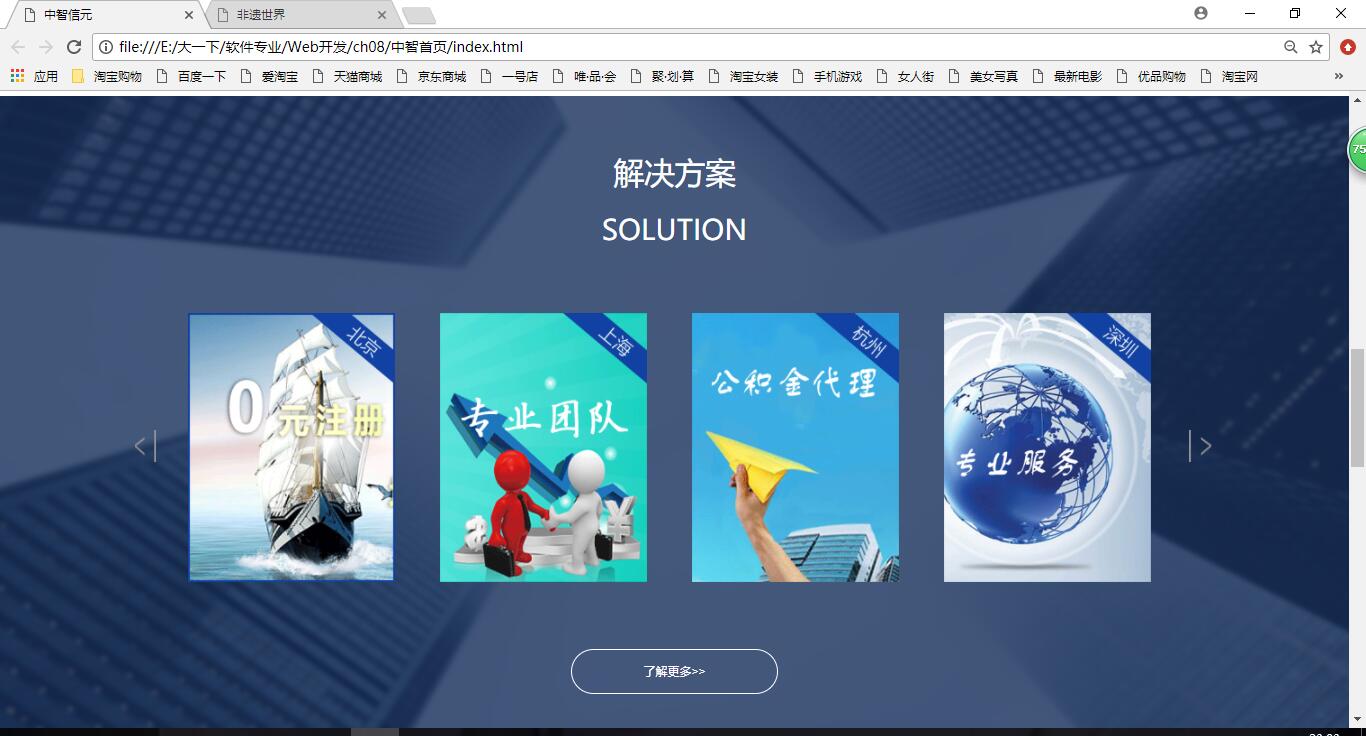 中智信元
非遗世界
file:///E:/大一下/软件专业/Web开发/ch08/中智首页/index.html
应用 淘宝购物 百度一下 爱淘宝 天猫商城 京东商城 一号店 唯·品·会 聚·划·算 淘宝女装 手机游戏 女人街 美女写真 最新电影 优品购物 淘宝网 »
75
解决方案
SOLUTION
北京
0元注册
上海
专业团队
杭州
公积金代理
深圳
专业服务
了解更多>>